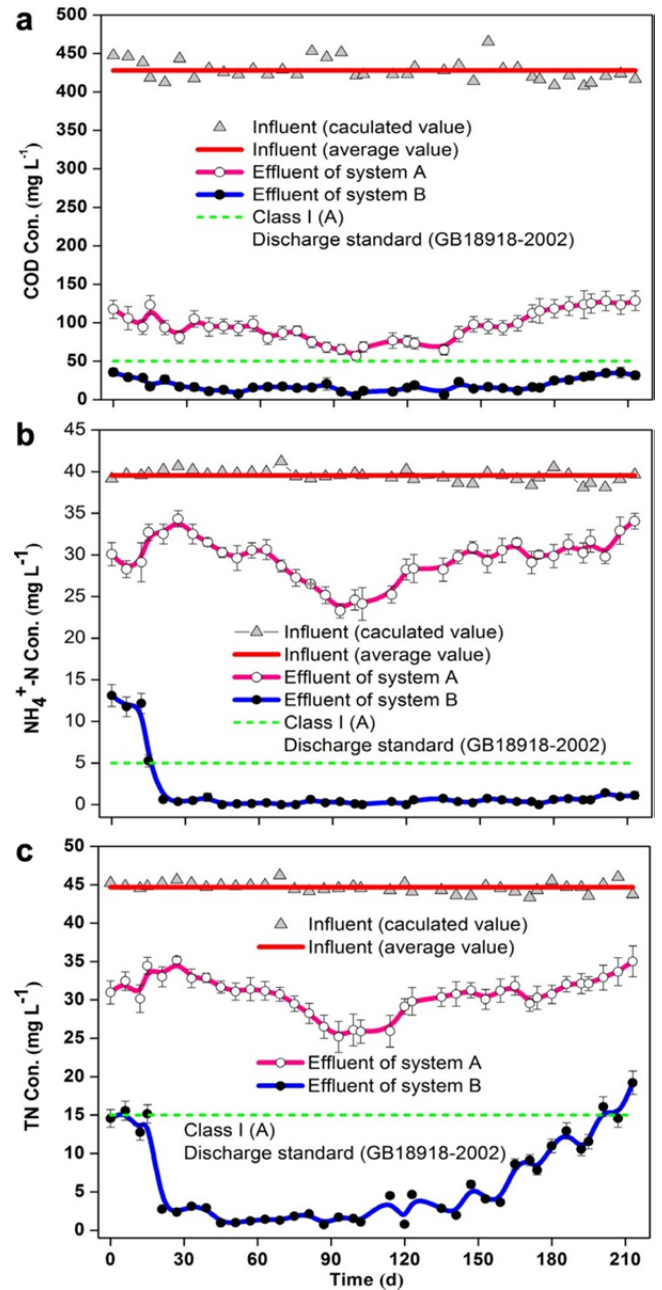 a
500
450
400
350
300
250
200
150
100
50
0
COD Con. (mg L⁻¹)
Influent (caculated value)
Influent (average value)
Effluent of system A
Effluent of system B
Class I (A)
Discharge standard (GB18918-2002)
b
45
40
35
30
25
20
15
10
5
0
NH₄⁺-N Con. (mg L⁻¹)
Influent (caculated value)
Influent (average value)
Effluent of system A
Effluent of system B
Class I (A)
Discharge standard (GB18918-2002)
c
50
45
40
35
30
25
20
15
10
5
0
TN Con. (mg L⁻¹)
Influent (caculated value)
Influent (average value)
Effluent of system A
Effluent of system B
Class I (A)
Discharge standard (GB18918-2002)
0 30 60 90 120 150 180 210
Time (d)